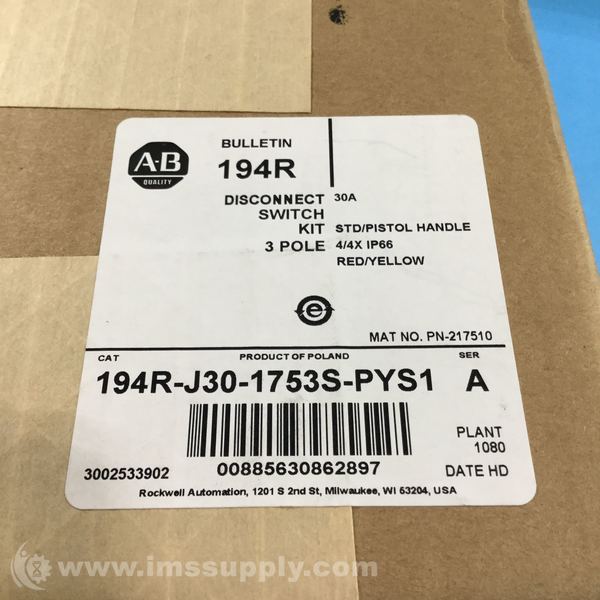 A-B
QUALITY
BULLETIN
194R
DISCONNECT 30A
SWITCH
KIT STD/PISTOL HANDLE
3 POLE 4/4X IP66
RED/YELLOW
e
MAT NO. PN-217510
CAT PRODUCT OF POLAND SER
194R-J30-1753S-PYS1 A
PLANT
1080
3002533902 00885630862897 DATE HD
Rockwell Automation, 1201 S 2nd St, Milwaukee, WI 53204, USA
www.imssupply.com